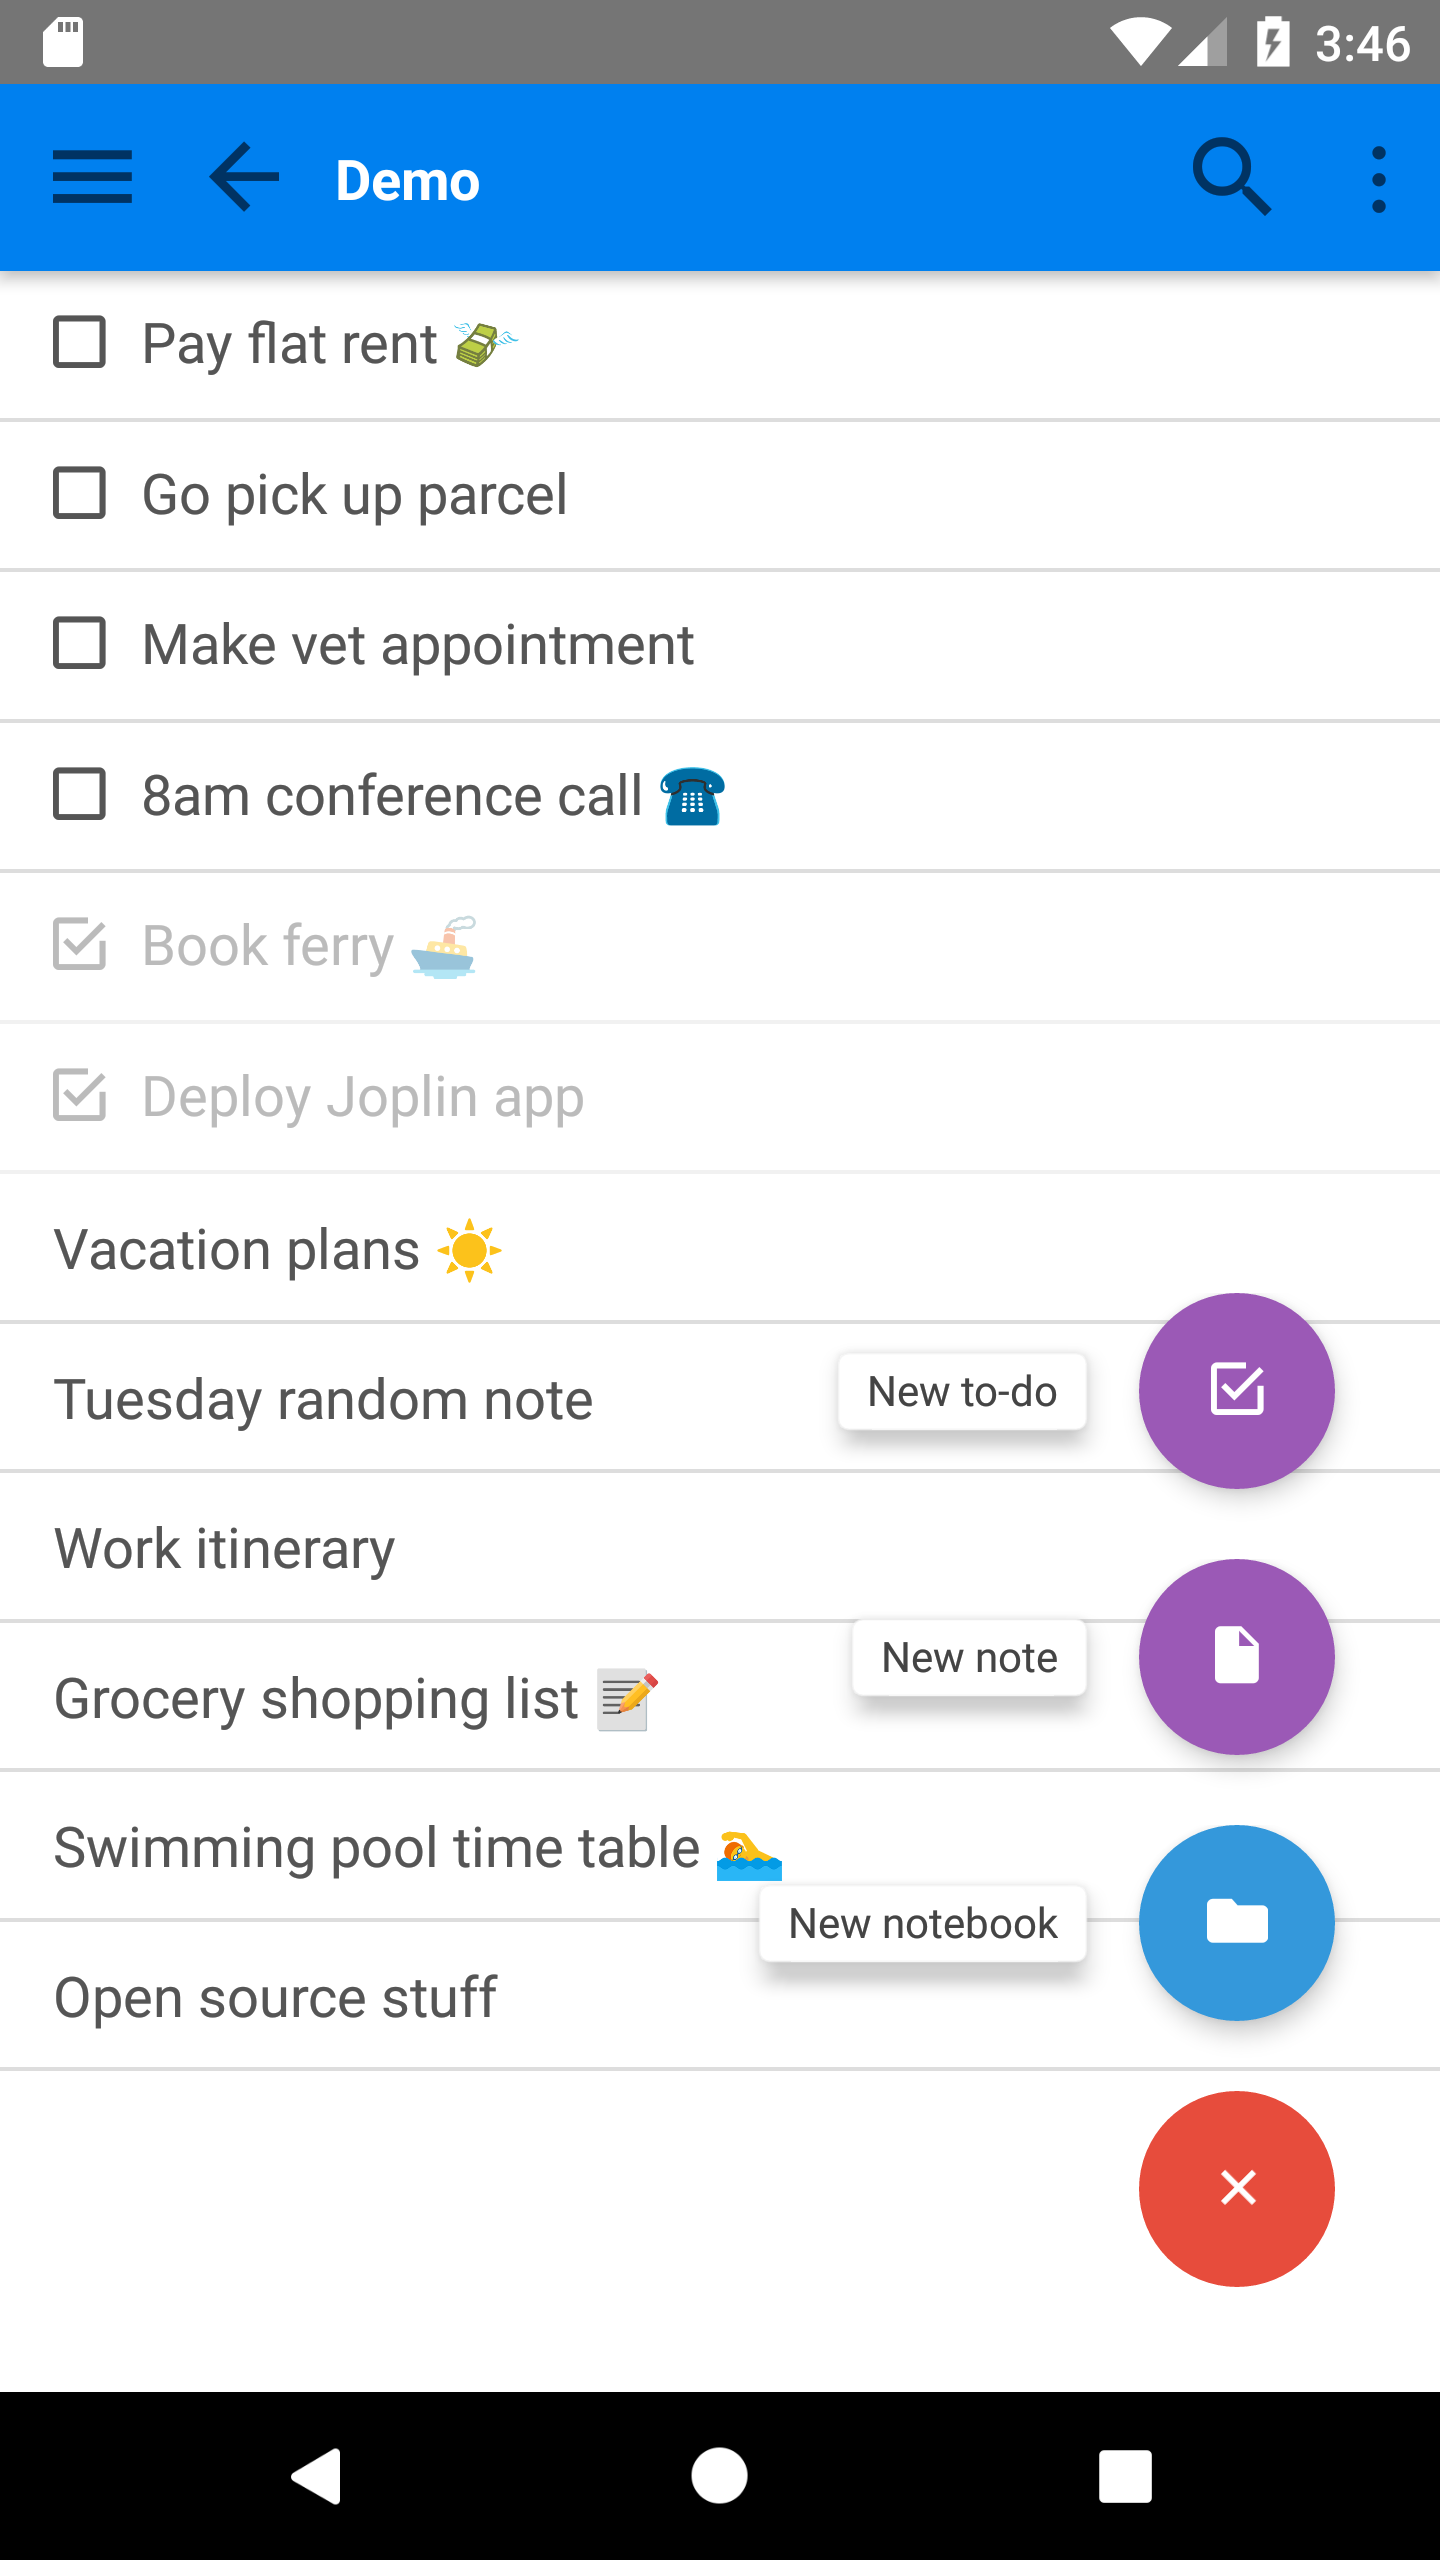 3:46
Demo
Pay flat rent 💸
Go pick up parcel
Make vet appointment
8am conference call ☎
Book ferry 🚢
Deploy Joplin app
Vacation plans ☀
Tuesday random note
New to-do
Work itinerary
New note
Grocery shopping list 📝
Swimming pool time table 🏊
New notebook
Open source stuff